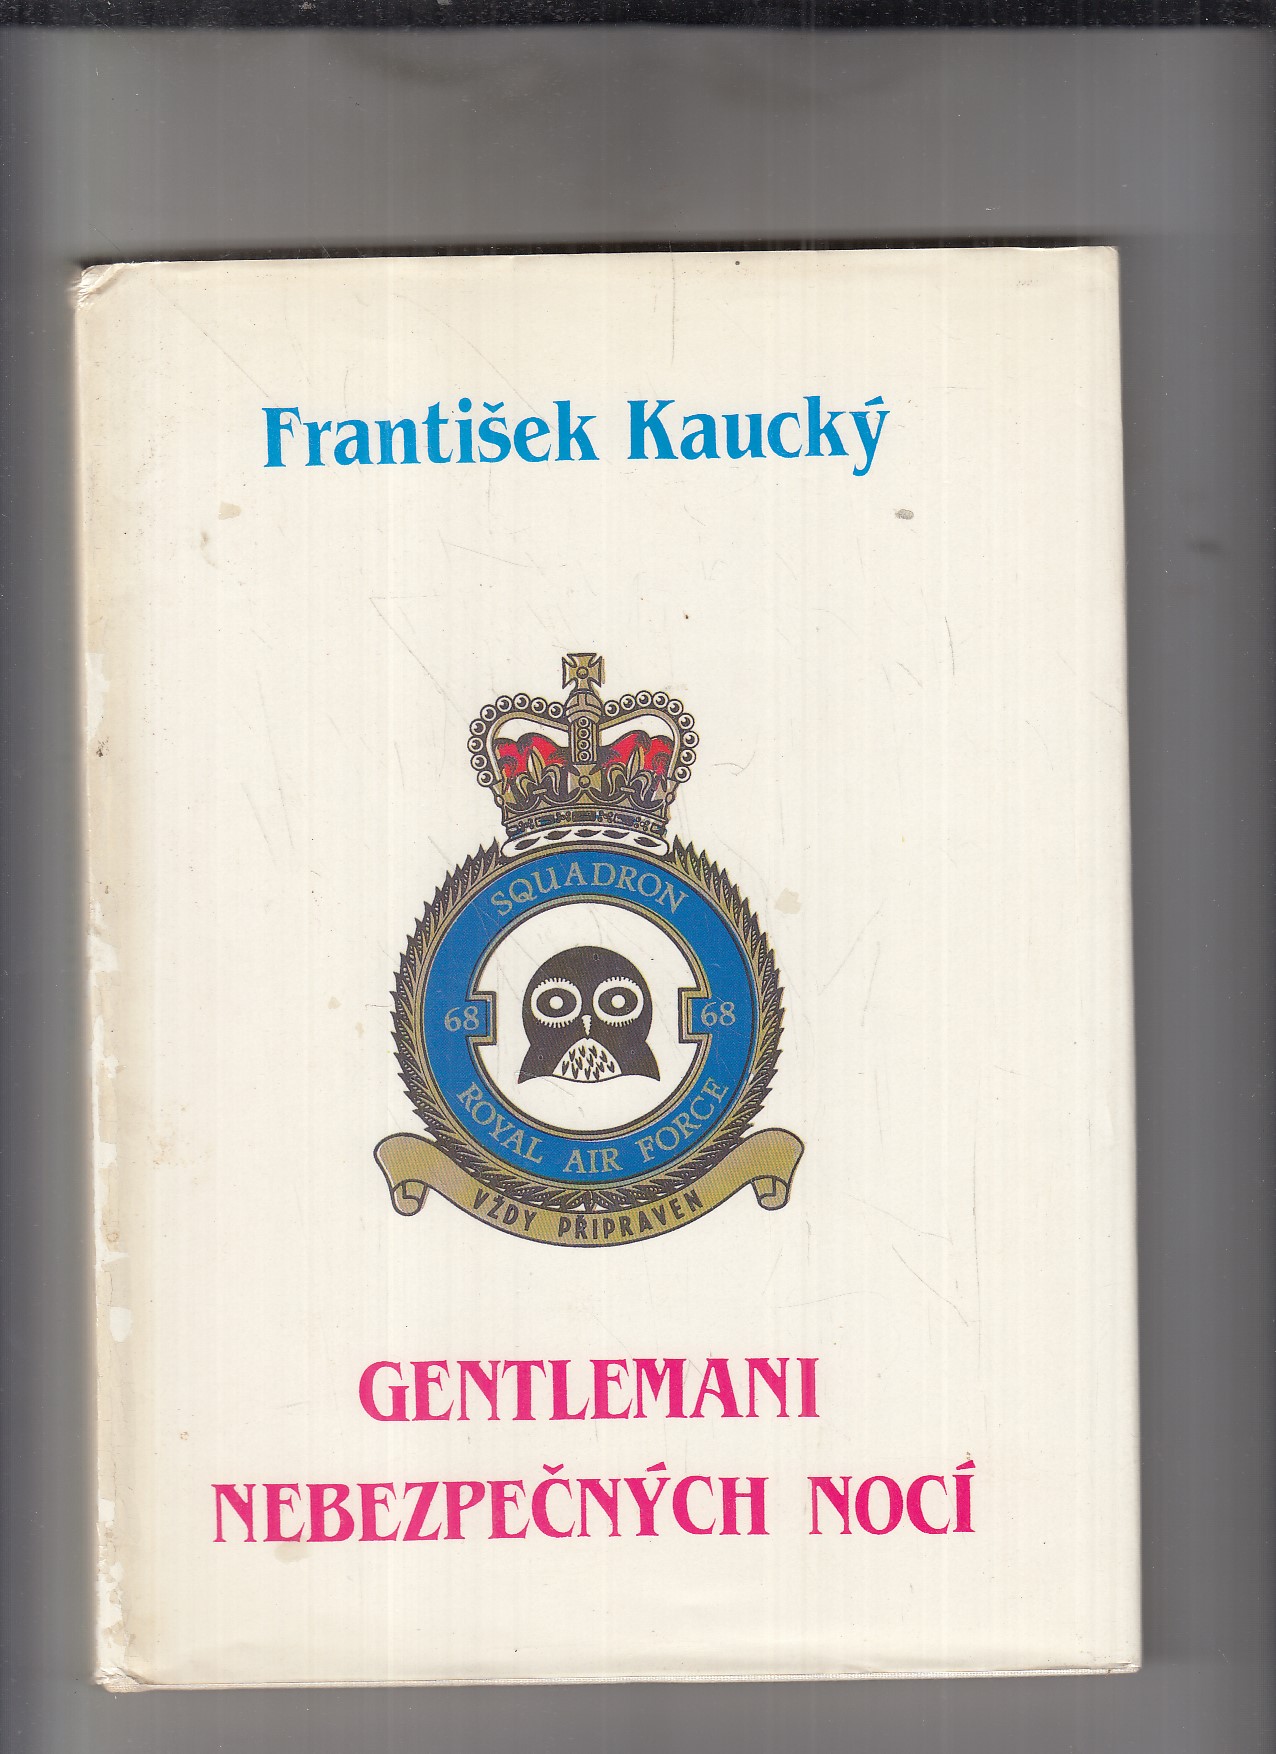 František Kaucký
SQUADRON
68
68
ROYAL AIR FORCE
VŽDY PŘIPRAVEN
GENTLEMANI
NEBEZPEČNÝCH NOCÍ